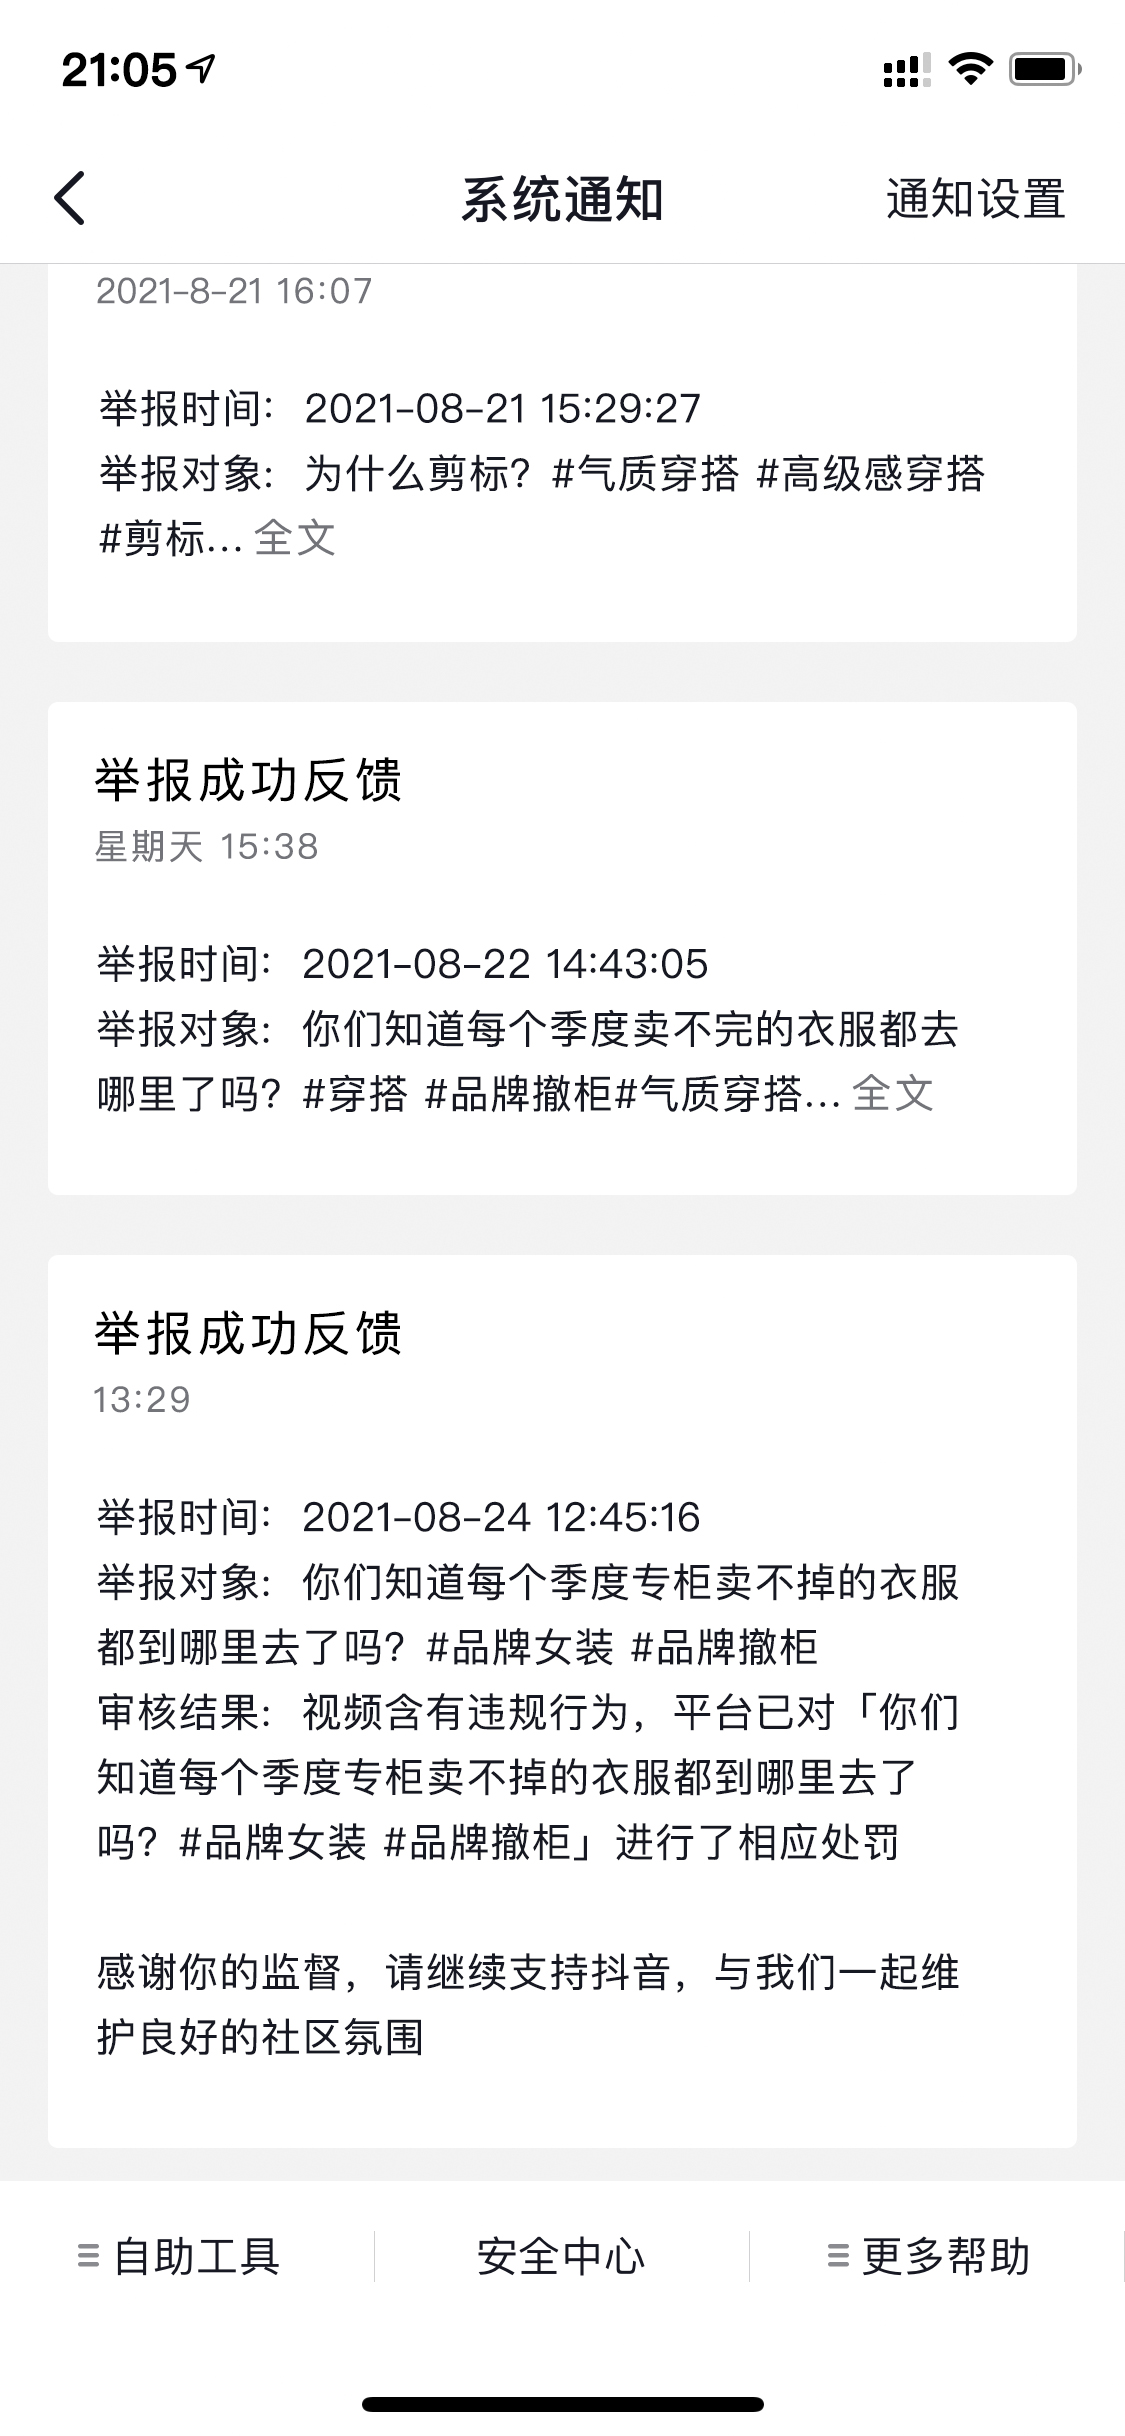 21:05
系统通知
通知设置
2021-8-21 16:07
举报时间：2021-08-21 15:29:27
举报对象：为什么剪标？#气质穿搭 #高级感穿搭
#剪标... 全文
举报成功反馈
星期天 15:38
举报时间：2021-08-22 14:43:05
举报对象：你们知道每个季度卖不完的衣服都去
哪里了吗？#穿搭 #品牌撤柜#气质穿搭... 全文
举报成功反馈
13:29
举报时间：2021-08-24 12:45:16
举报对象：你们知道每个季度专柜卖不掉的衣服
都到哪里去了吗？#品牌女装 #品牌撤柜
审核结果：视频含有违规行为，平台已对「你们
知道每个季度专柜卖不掉的衣服都到哪里去了
吗？#品牌女装 #品牌撤柜」进行了相应处罚
感谢你的监督，请继续支持抖音，与我们一起维
护良好的社区氛围
自助工具
安全中心
更多帮助